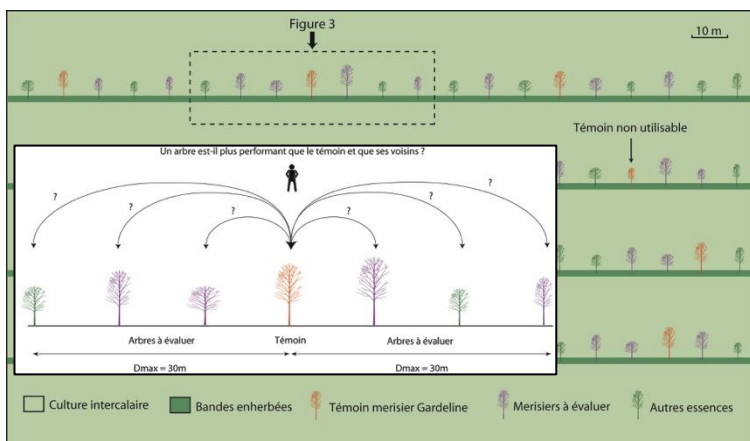 Figure 3
10 m
Témoin non utilisable
Un arbre est-il plus performant que le témoin et que ses voisins ?
?
?
?
?
?
?
Arbres à évaluer
Témoin
Arbres à évaluer
Dmax = 30m
Dmax = 30m
Culture intercalaire
Bandes enherbées
Témoin merisier Gardeline
Merisiers à évaluer
Autres essences